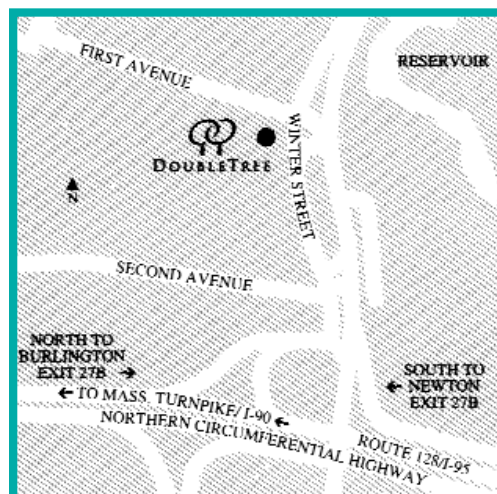 FIRST AVENUE
RESERVOIR
WINTER STREET
DOUBLETREE
N
SECOND AVENUE
NORTH TO
BURLINGTON
EXIT 27B →
← TO MASS. TURNPIKE/ I-90 ←
NORTHERN CIRCUMFERENTIAL HIGHWAY
← SOUTH TO
NEWTON
EXIT 27B
ROUTE 128/I-95